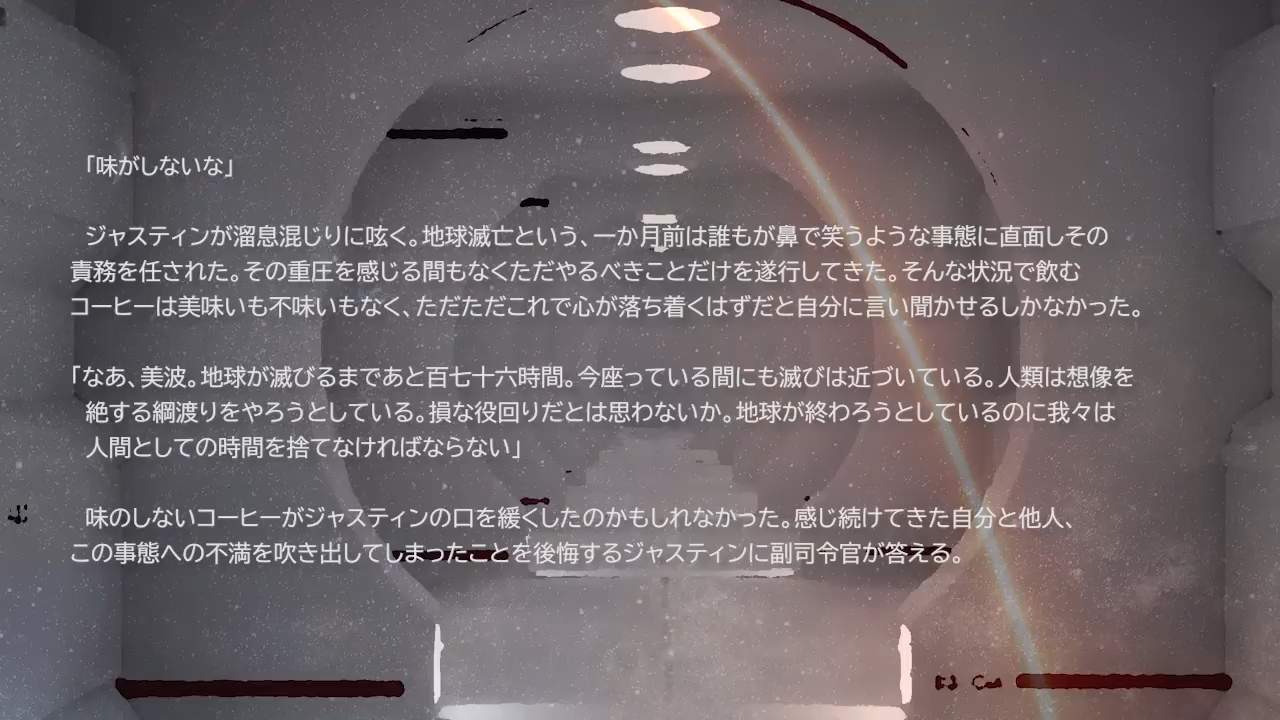 「味がしないな」
ジャスティンが溜息混じりに呟く。地球滅亡という、一か月前は誰もが鼻で笑うような事態に直面しその
責務を任された。その重圧を感じる間もなくただやるべきことだけを遂行してきた。そんな状況で飲む
コーヒーは美味いも不味いもなく、ただただこれで心が落ち着くはずだと自分に言い聞かせるしかなかった。
「なあ、美波。地球が滅びるまであと百七十六時間。今座っている間にも滅びは近づいている。人類は想像を
絶する綱渡りをやろうとしている。損な役回りだとは思わないか。地球が終わろうとしているのに我々は
人間としての時間を捨てなければならない」
味のしないコーヒーがジャスティンの口を緩くしたのかもしれなかった。感じ続けてきた自分と他人、
この事態への不満を吹き出してしまったことを後悔するジャスティンに副司令官が答える。